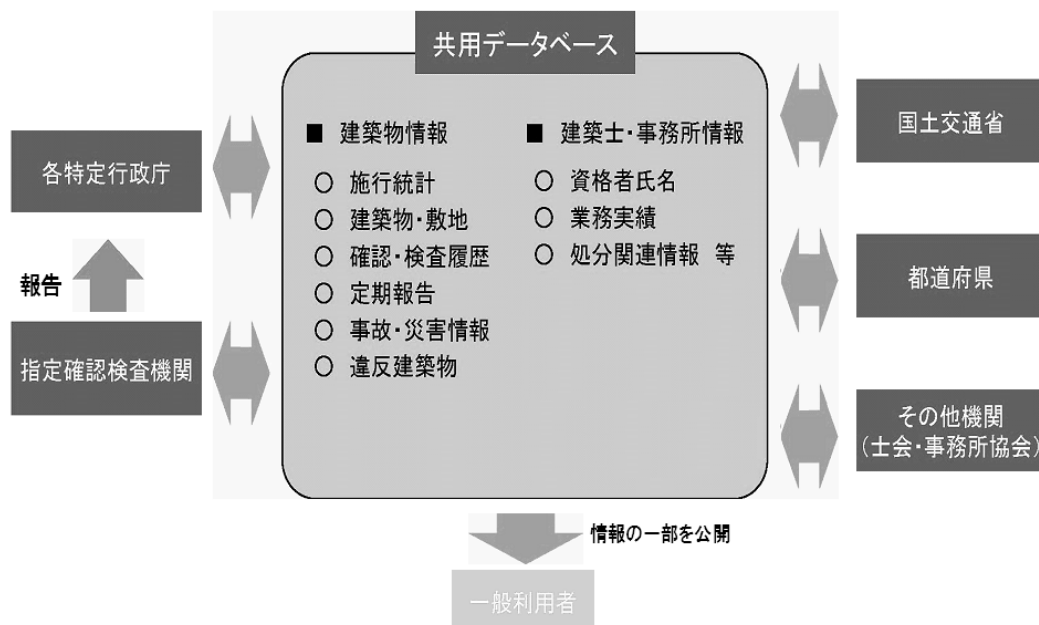 共用データベース
■ 建築物情報
○ 施行統計
○ 建築物・敷地
○ 確認・検査履歴
○ 定期報告
○ 事故・災害情報
○ 違反建築物
■ 建築士・事務所情報
○ 資格者氏名
○ 業務実績
○ 処分関連情報 等
各特定行政庁
報告
指定確認検査機関
国土交通省
都道府県
その他機関
(士会・事務所協会)
情報の一部を公開
一般利用者